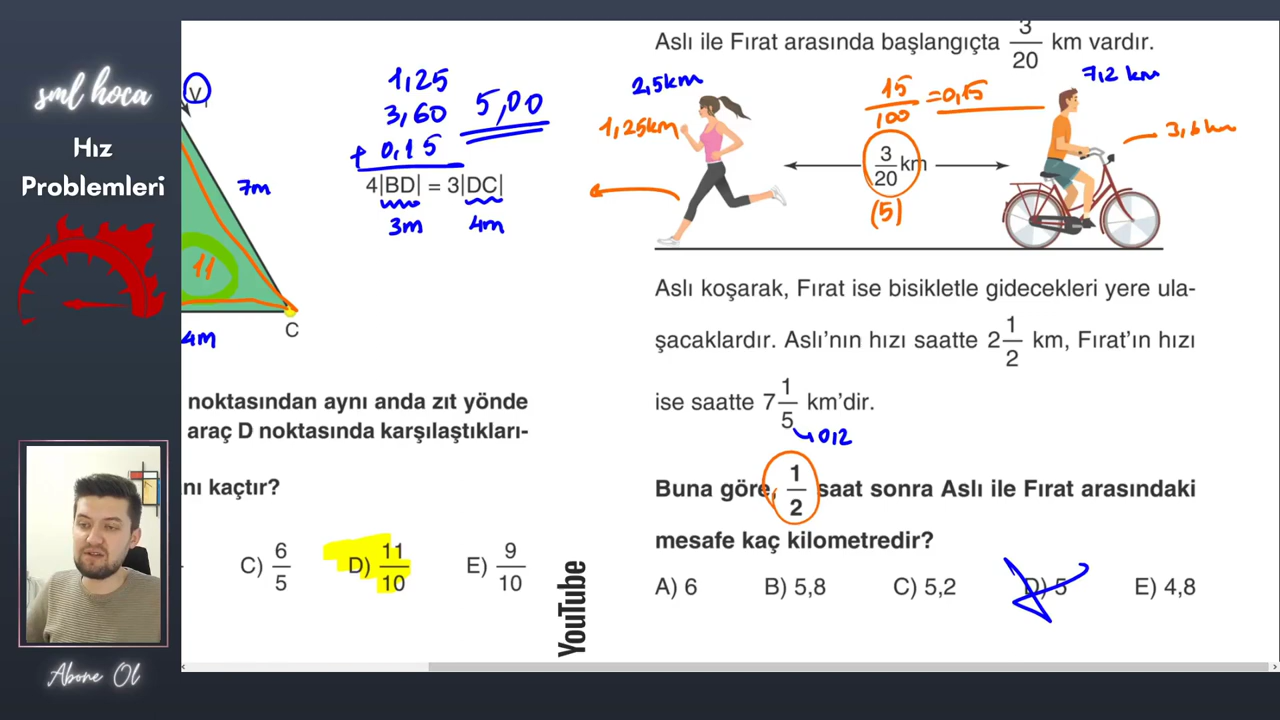 sml hoca
Hız
Problemleri
Abone Ol
V₁
7m
11
C
4m
1,25
3,60
+ 0,15
5,00
4|BD| = 3|DC|
3m 4m
noktasından aynı anda zıt yönde
araç D noktasında karşılaştıkları-
nı kaçtır?
C) 6/5 D) 11/10 E) 9/10
YouTube
Aslı ile Fırat arasında başlangıçta 3/20 km vardır.
2,5km
1,25km
15/100 = 0,15
7,2 km
3,6 km
3/20 km
(5)
Aslı koşarak, Fırat ise bisikletle gidecekleri yere ula-
şacaklardır. Aslı’nın hızı saatte 2 1/2 km, Fırat’ın hızı
ise saatte 7 1/5 km’dir.
0,2
Buna göre, 1/2 saat sonra Aslı ile Fırat arasındaki
mesafe kaç kilometredir?
A) 6 B) 5,8 C) 5,2 D) 5 E) 4,8